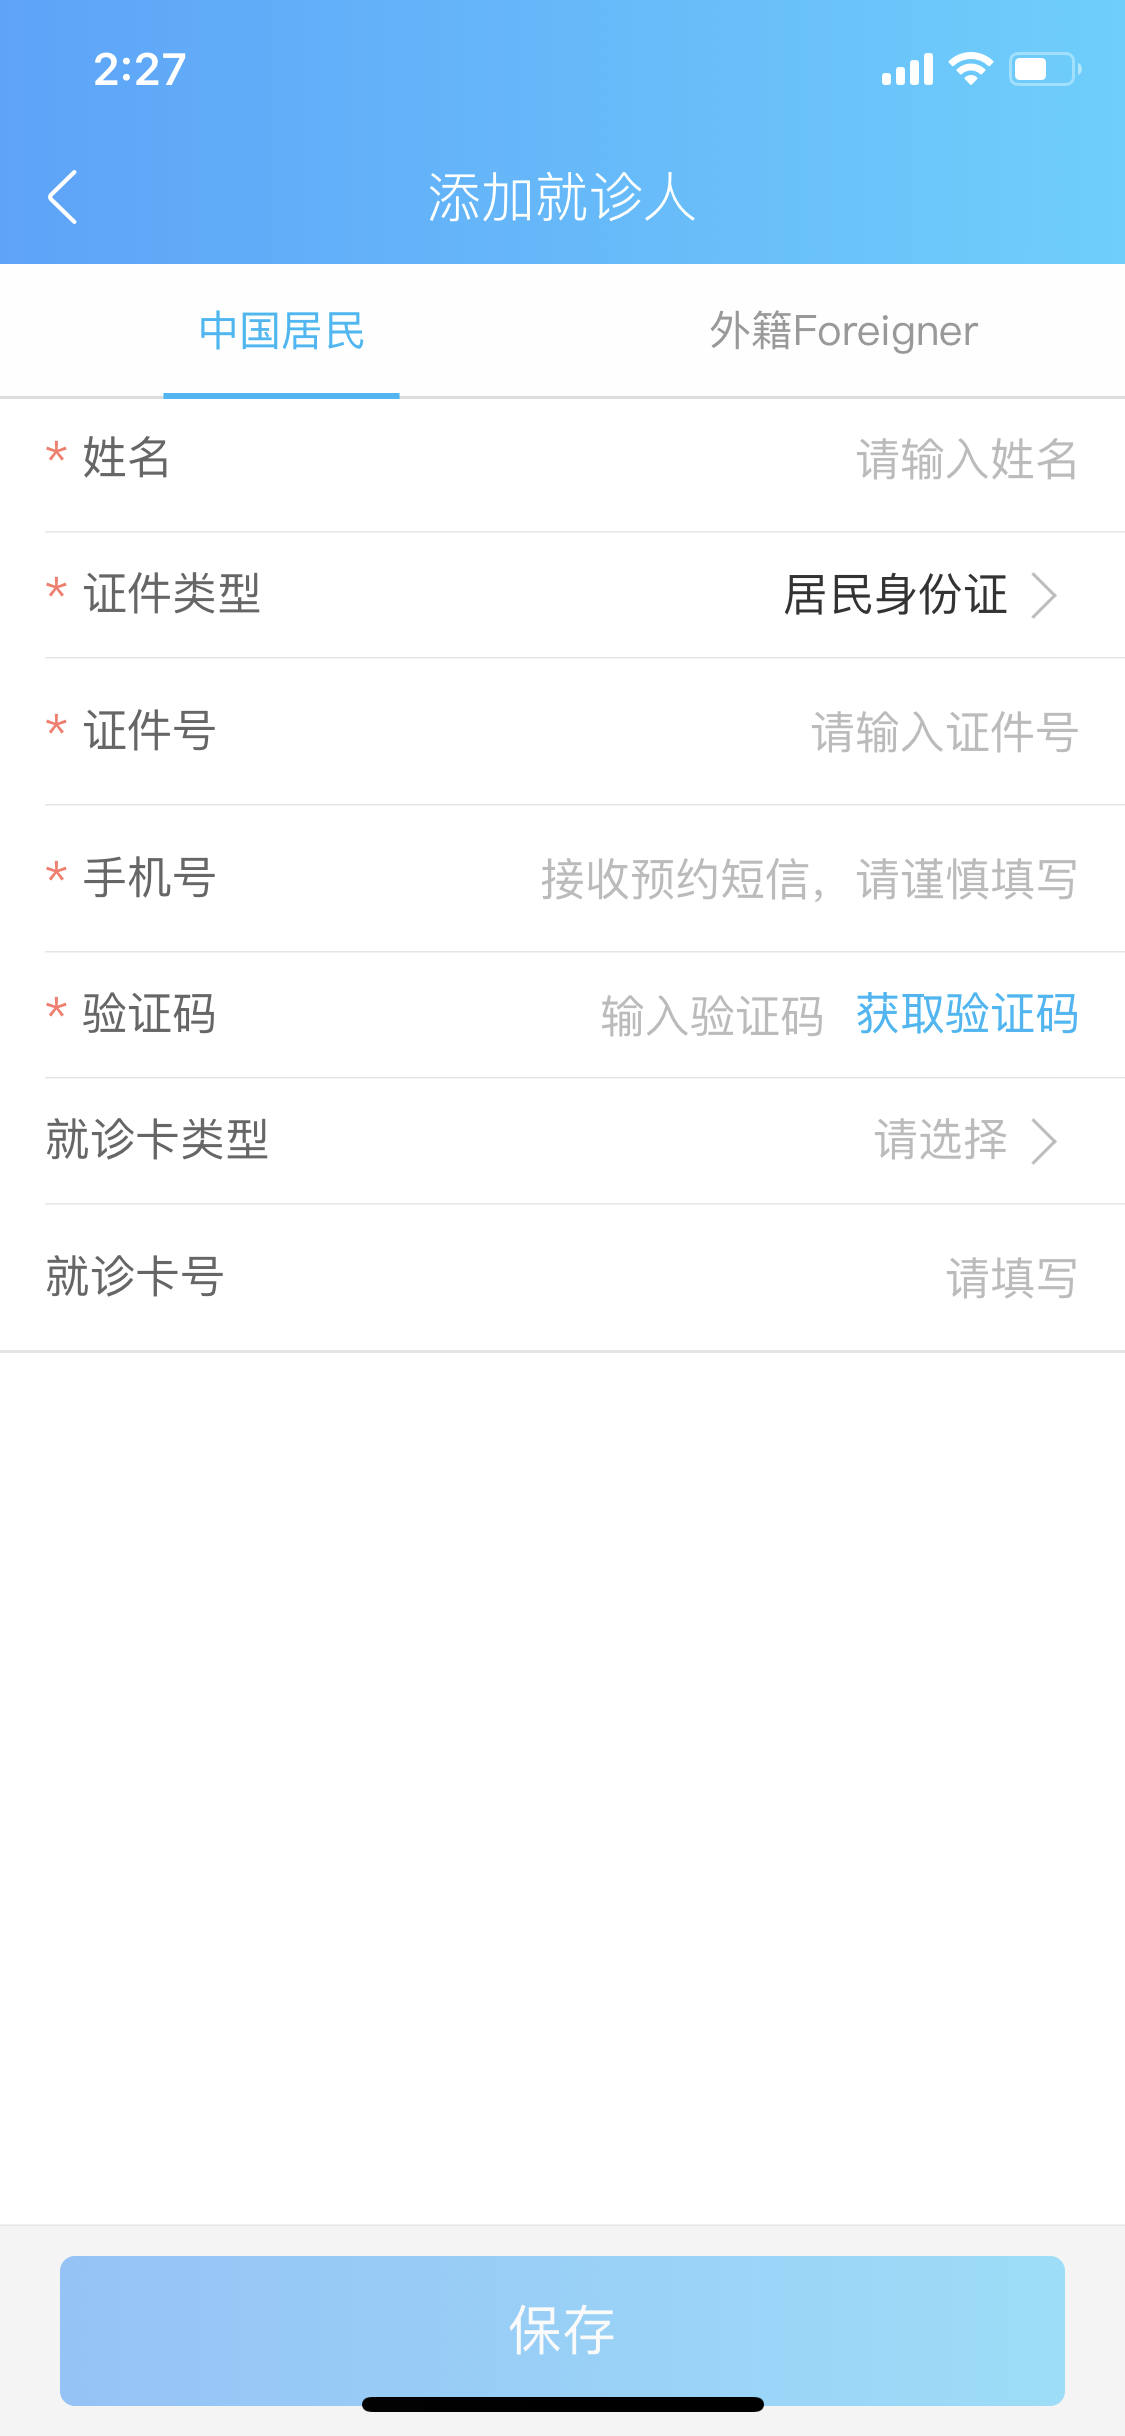 2:27
添加就诊人
中国居民 外籍Foreigner
* 姓名 请输入姓名
* 证件类型 居民身份证
* 证件号 请输入证件号
* 手机号 接收预约短信，请谨慎填写
* 验证码 输入验证码 获取验证码
就诊卡类型 请选择
就诊卡号 请填写
保存